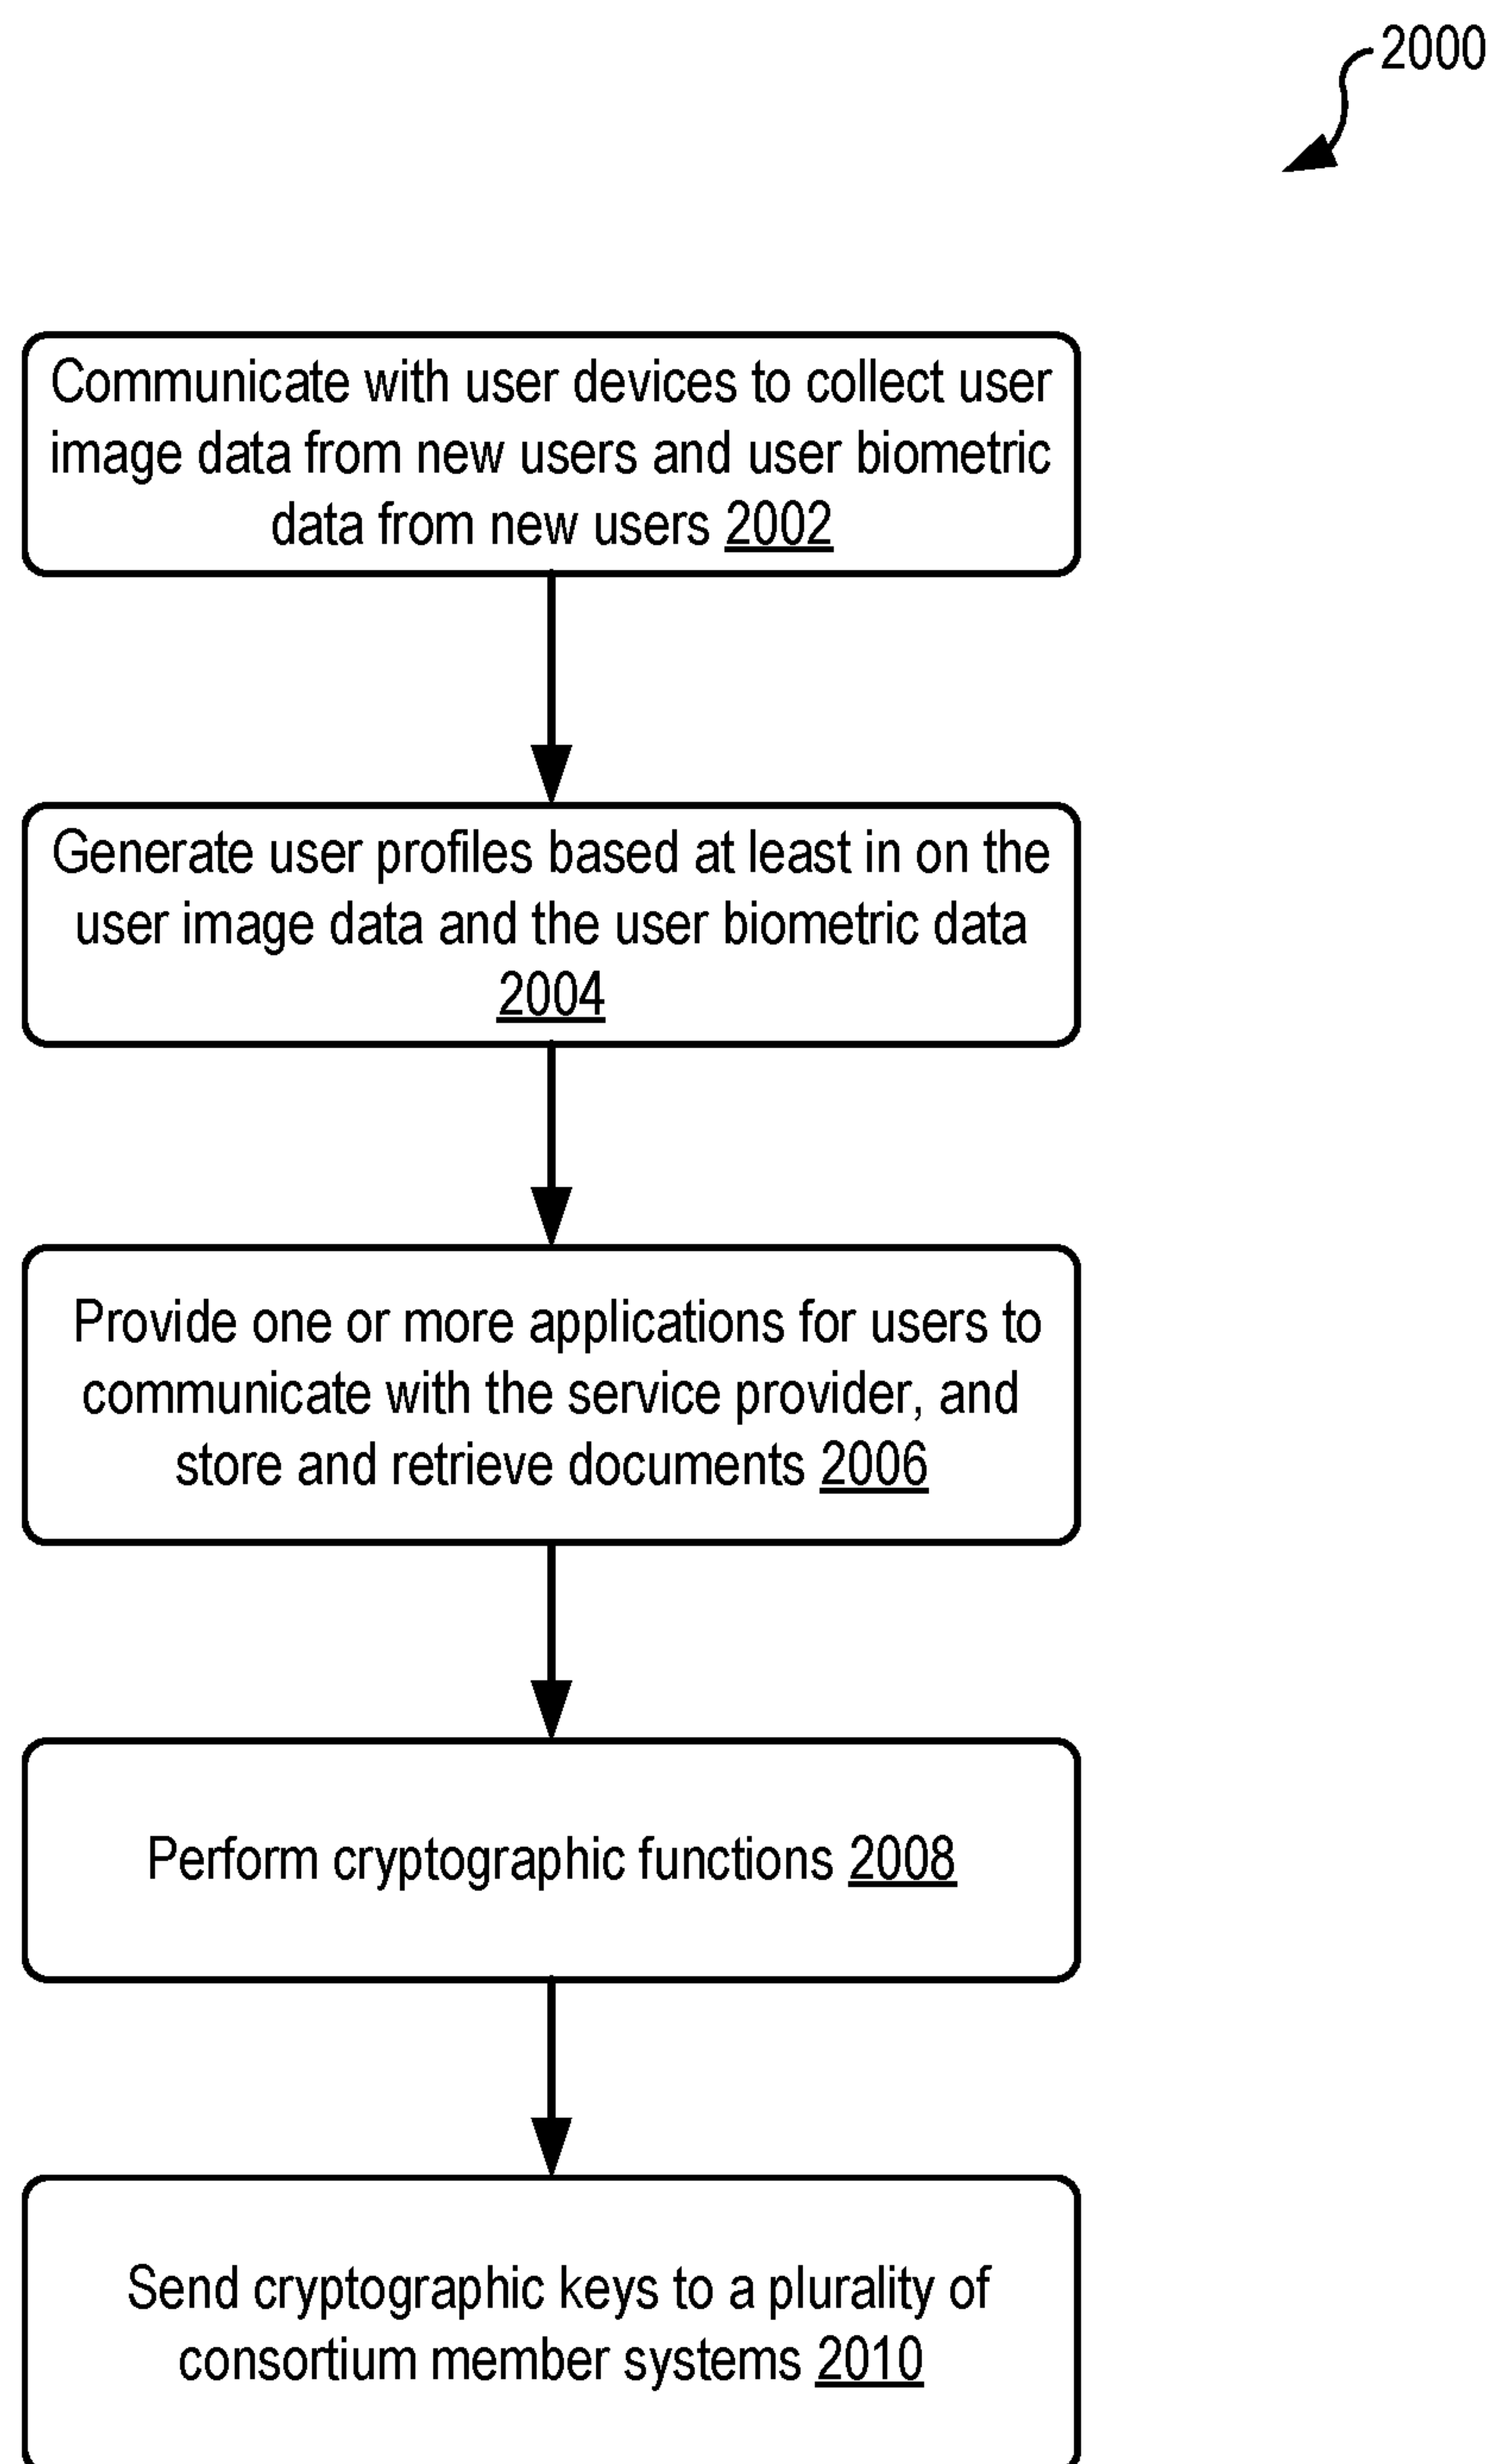 2000
Communicate with user devices to collect user
image data from new users and user biometric
data from new users 2002
Generate user profiles based at least in on the
user image data and the user biometric data
2004
Provide one or more applications for users to
communicate with the service provider, and
store and retrieve documents 2006
Perform cryptographic functions 2008
Send cryptographic keys to a plurality of
consortium member systems 2010